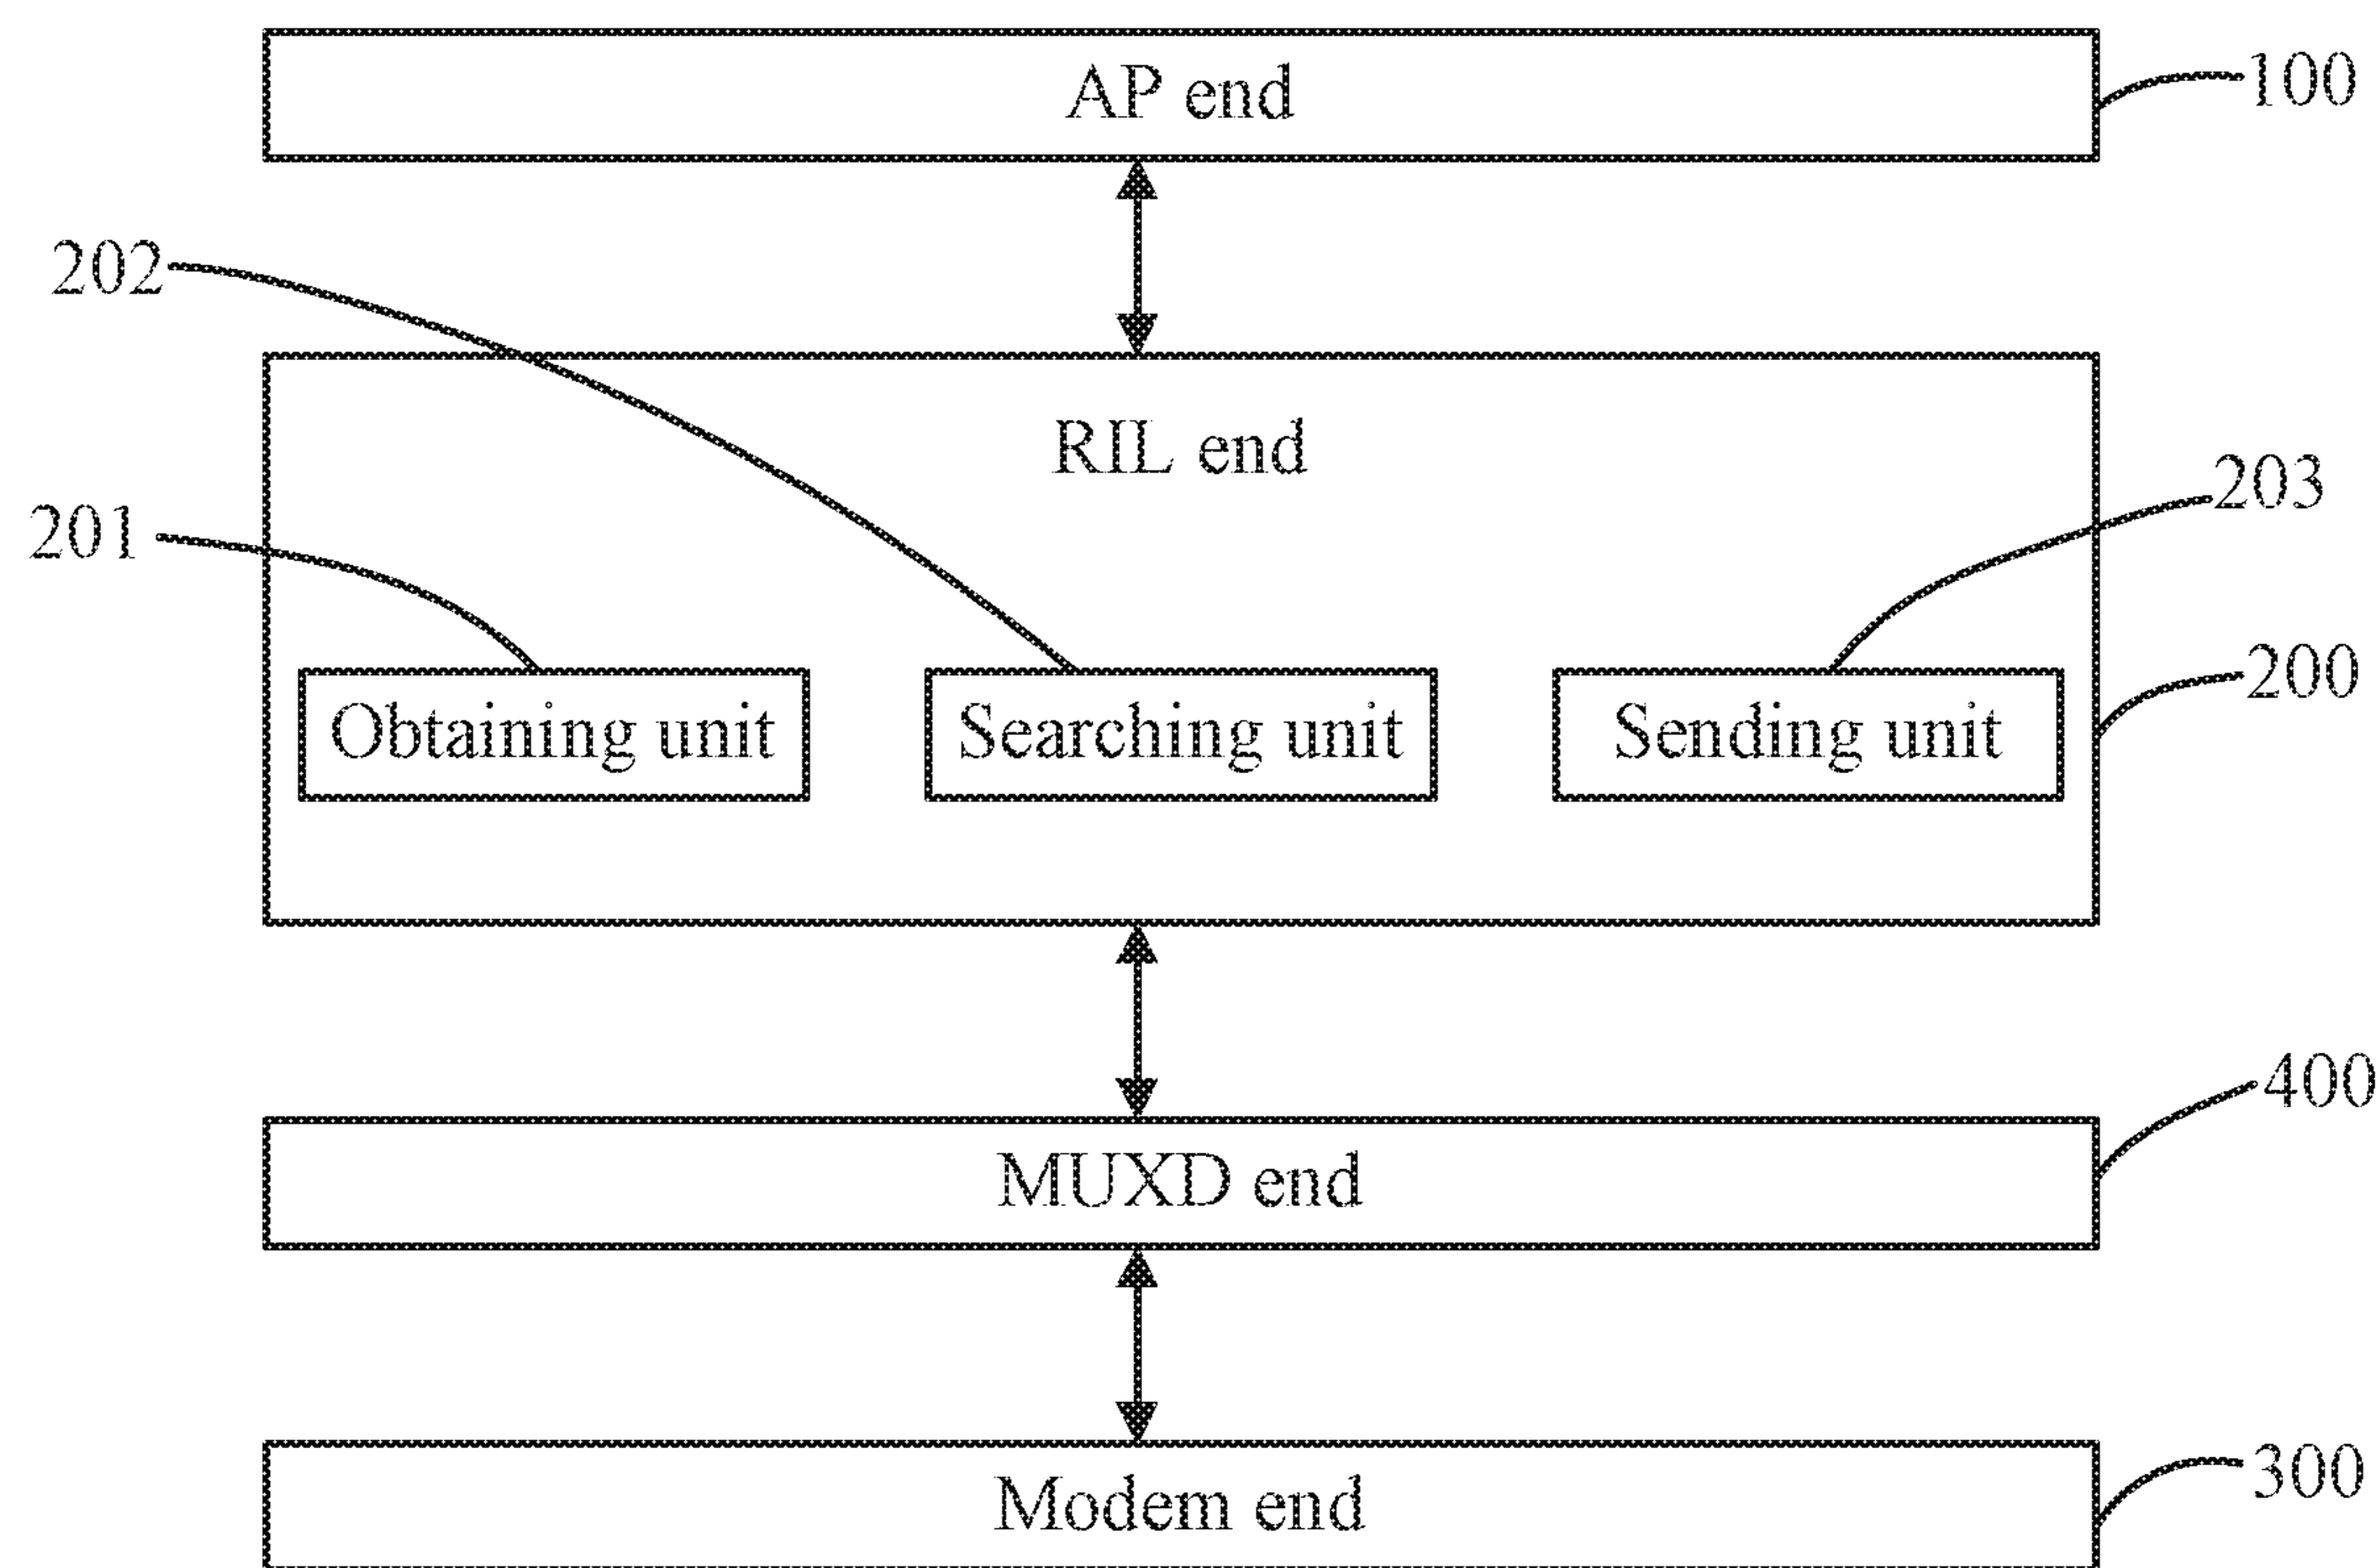 AP end
100
202
RIL end
203
201
200
Obtaining unit
Searching unit
Sending unit
400
MUXD end
300
Modem end